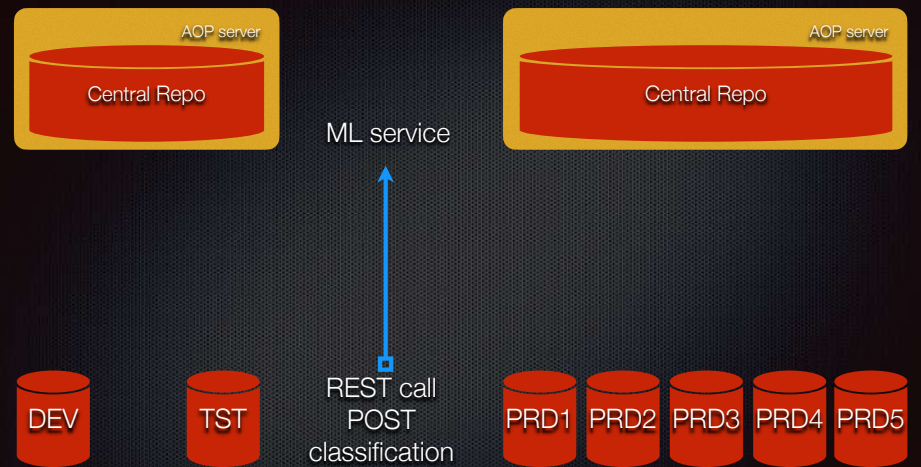 AOP server
Central Repo
AOP server
Central Repo
ML service
DEV
TST
REST call
POST
classification
PRD1
PRD2
PRD3
PRD4
PRD5